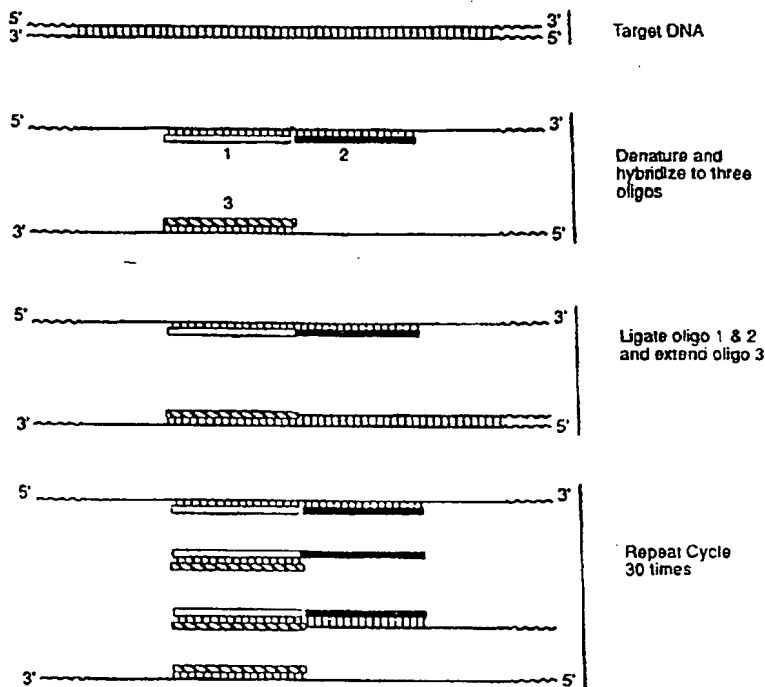 5' 3'
3' 5'
Target DNA
5' 3'
1 2
Denature and
hybridize to three
oligos
3
3' 5'
5' 3'
Ligate oligo 1 & 2
and extend oligo 3
3' 5'
5' 3'
Repeat Cycle
30 times
3' 5'